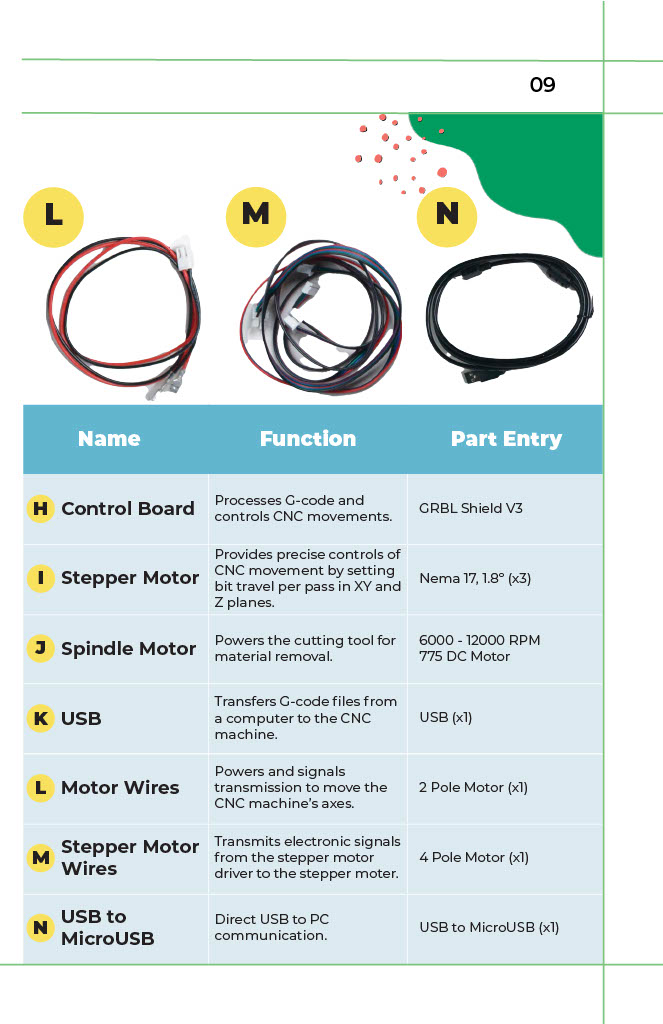 09
L
M
N
Name
Function
Part Entry
H
Control Board
Processes G-code and
controls CNC movements.
GRBL Shield V3
I
Stepper Motor
Provides precise controls of
CNC movement by setting
bit travel per pass in XY and
Z planes.
Nema 17, 1.8° (x3)
J
Spindle Motor
Powers the cutting tool for
material removal.
6000 - 12000 RPM
775 DC Motor
K
USB
Transfers G-code files from
a computer to the CNC
machine.
USB (x1)
L
Motor Wires
Powers and signals
transmission to move the
CNC machine's axes.
2 Pole Motor (x1)
M
Stepper Motor
Wires
Transmits electronic signals
from the stepper motor
driver to the stepper moter.
4 Pole Motor (x1)
N
USB to
MicroUSB
Direct USB to PC
communication.
USB to MicroUSB (x1)